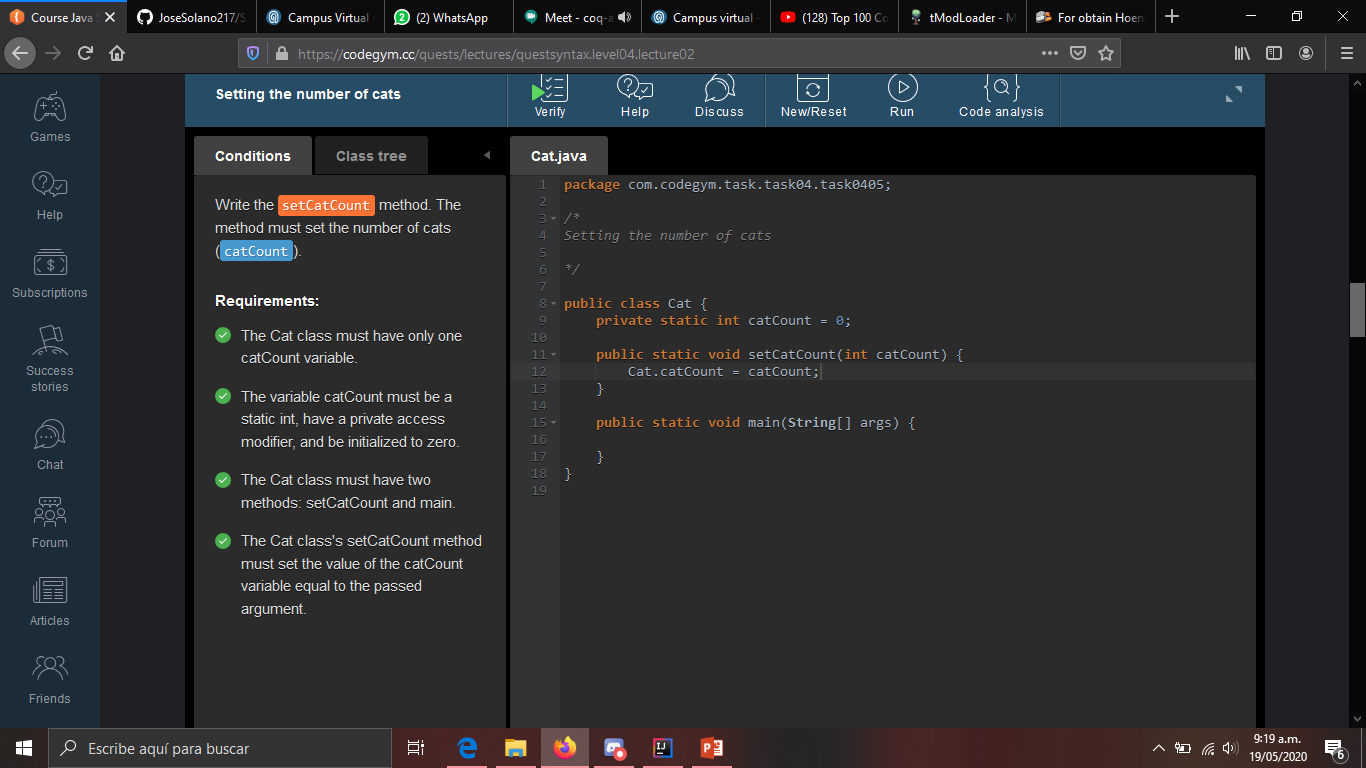 Course Java S
JoseSolano217/S
Campus Virtual
(2) WhatsApp
Meet - coq-a
Campus virtual
(128) Top 100 Co
tModLoader - M
For obtain Hoen
https://codegym.cc/quests/lectures/questsyntax.level04.lecture02
Games
Help
Subscriptions
Success
stories
Chat
Forum
Articles
Friends
Setting the number of cats
Verify
Help
Discuss
New/Reset
Run
Code analysis
Conditions
Class tree
Write the setCatCount method. The
method must set the number of cats
(catCount).
Requirements:
The Cat class must have only one
catCount variable.
The variable catCount must be a
static int, have a private access
modifier, and be initialized to zero.
The Cat class must have two
methods: setCatCount and main.
The Cat class's setCatCount method
must set the value of the catCount
variable equal to the passed
argument.
Cat.java
1 package com.codegym.task.task04.task0405;
2
3 /*
4 Setting the number of cats
5
6 */
7
8 public class Cat {
9     private static int catCount = 0;
10
11     public static void setCatCount(int catCount) {
12         Cat.catCount = catCount;
13     }
14
15     public static void main(String[] args) {
16
17     }
18 }
19
Escribe aquí para buscar
9:19 a.m.
19/05/2020
6